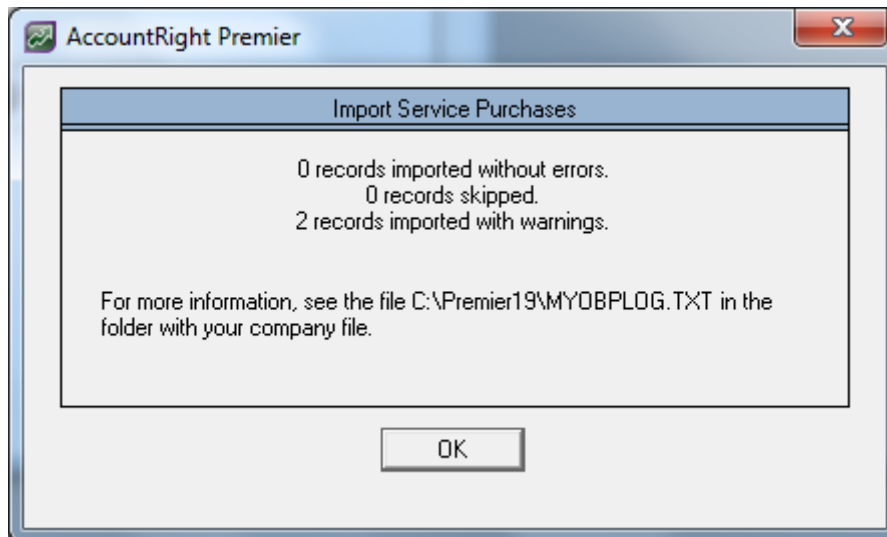 AccountRight Premier
Import Service Purchases
0 records imported without errors.
0 records skipped.
2 records imported with warnings.
For more information, see the file C:\Premier19\MYOBPLOG.TXT in the
folder with your company file.
OK